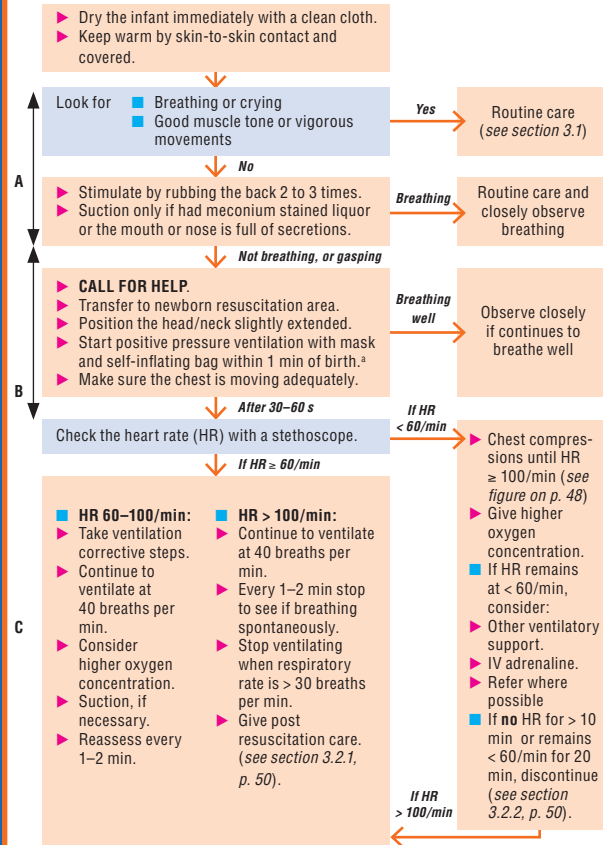 Dry the infant immediately with a clean cloth.
Keep warm by skin-to-skin contact and
covered.
A
Look for
Breathing or crying
Good muscle tone or vigorous
movements
Yes
Routine care
(see section 3.1)
No
Stimulate by rubbing the back 2 to 3 times.
Suction only if had meconium stained liquor
or the mouth or nose is full of secretions.
Breathing
Routine care and
closely observe
breathing
Not breathing, or gasping
B
CALL FOR HELP.
Transfer to newborn resuscitation area.
Position the head/neck slightly extended.
Start positive pressure ventilation with mask
and self-inflating bag within 1 min of birth.ᵃ
Make sure the chest is moving adequately.
Breathing
well
Observe closely
if continues to
breathe well
After 30–60 s
Check the heart rate (HR) with a stethoscope.
If HR
< 60/min
If HR ≥ 60/min
C
HR 60–100/min:
Take ventilation
corrective steps.
Continue to
ventilate at
40 breaths per
min.
Consider
higher oxygen
concentration.
Suction, if
necessary.
Reassess every
1–2 min.
HR > 100/min:
Continue to ventilate
at 40 breaths per
min.
Every 1–2 min stop
to see if breathing
spontaneously.
Stop ventilating
when respiratory
rate is > 30 breaths
per min.
Give post
resuscitation care.
(see section 3.2.1,
p. 50).
Chest compres-
sions until HR
≥ 100/min (see
figure on p. 48)
Give higher
oxygen
concentration.
If HR remains
at < 60/min,
consider:
Other ventilatory
support.
IV adrenaline.
Refer where
possible
If no HR for > 10
min or remains
< 60/min for 20
min, discontinue
(see section
3.2.2, p. 50).
If HR
> 100/min